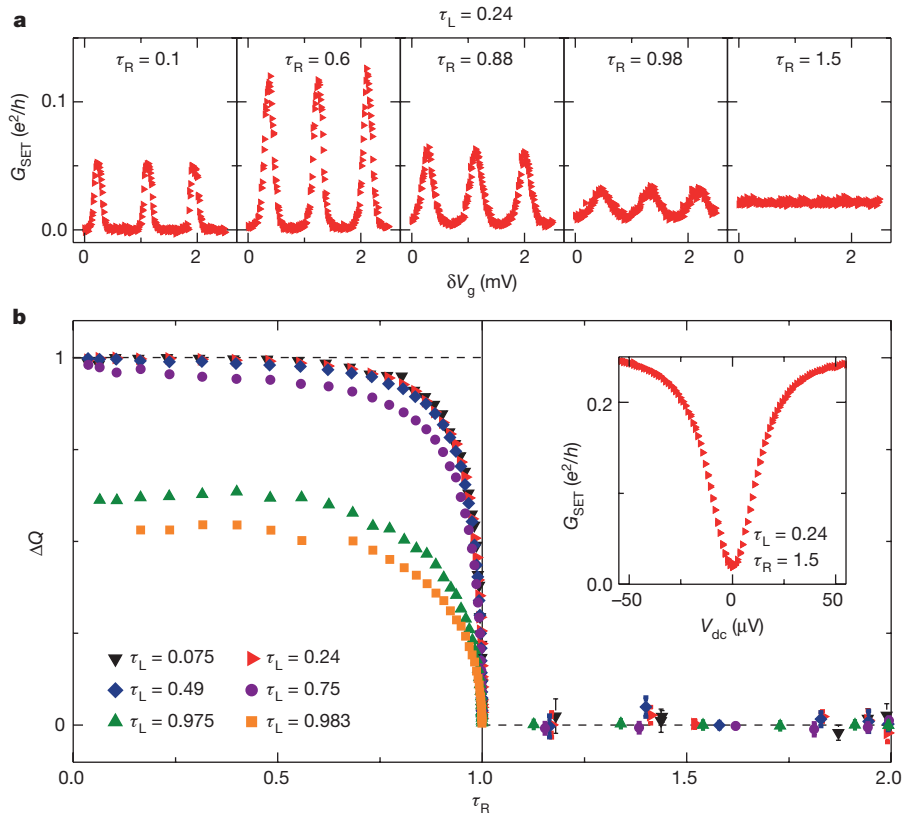 a
τL = 0.24
τR = 0.1 τR = 0.6 τR = 0.88 τR = 0.98 τR = 1.5
GSET (e²/h)
0.1
0.0
0 1 2 0 2 0 2 0 2 0 2
δVg (mV)
b
1
0
ΔQ
τL = 0.075 τL = 0.24
τL = 0.49 τL = 0.75
τL = 0.975 τL = 0.983
0.0 0.5 1.0 1.5 2.0
τR
GSET (e²/h)
0.2
0.0
τL = 0.24
τR = 1.5
−50 0 50
Vdc (μV)